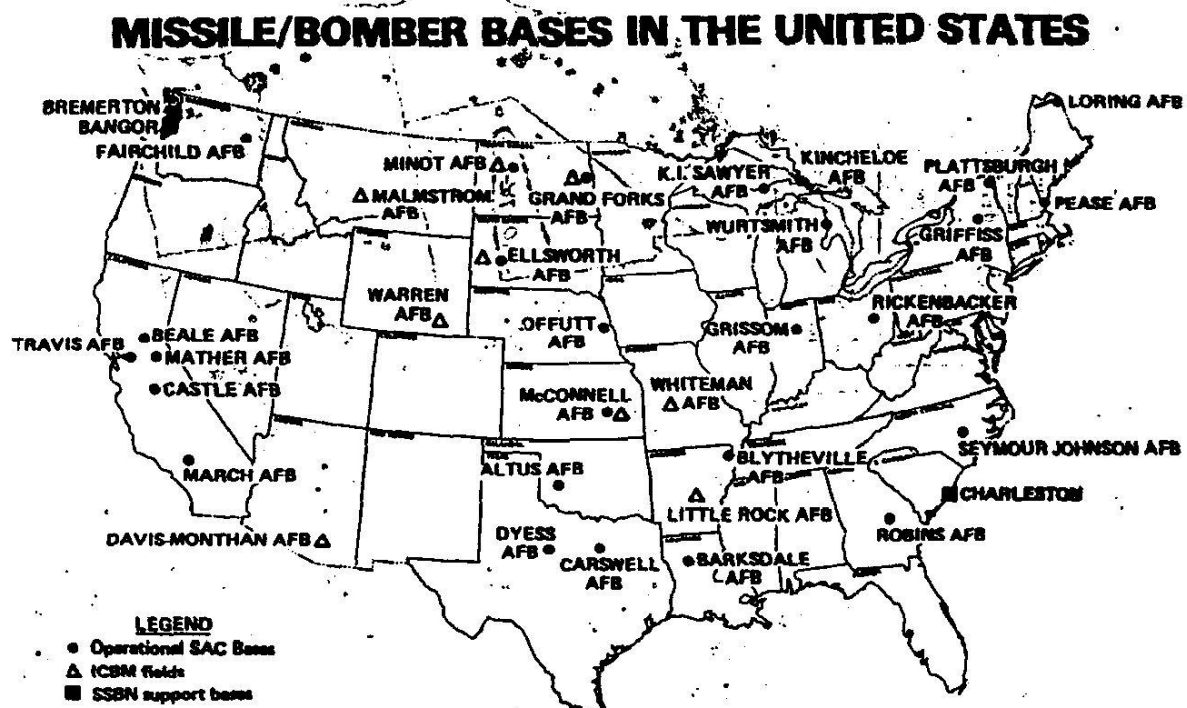 MISSILE/BOMBER BASES IN THE UNITED STATES
BREMERTON
BANGOR
FAIRCHILD AFB
MINOT AFB
MALMSTROM
AFB
GRAND FORKS
AFB
K.I. SAWYER
AFB
KINCHELOE
AFB
PLATTSBURGH
AFB
LORING AFB
PEASE AFB
WURTSMITH
AFB
GRIFFISS
AFB
ELLSWORTH
AFB
WARREN
AFB
OFFUTT
AFB
GRISSOM
AFB
RICKENBACKER
AFB
BEALE AFB
TRAVIS AFB
MATHER AFB
CASTLE AFB
McCONNELL
AFB
WHITEMAN
AFB
SEYMOUR JOHNSON AFB
MARCH AFB
ALTUS AFB
BLYTHEVILLE
AFB
CHARLESTON
LITTLE ROCK AFB
ROBINS AFB
DAVIS-MONTHAN AFB
DYESS
AFB
CARSWELL
AFB
BARKSDALE
AFB
LEGEND
Operational SAC Bases
ICBM fields
SSBN support bases